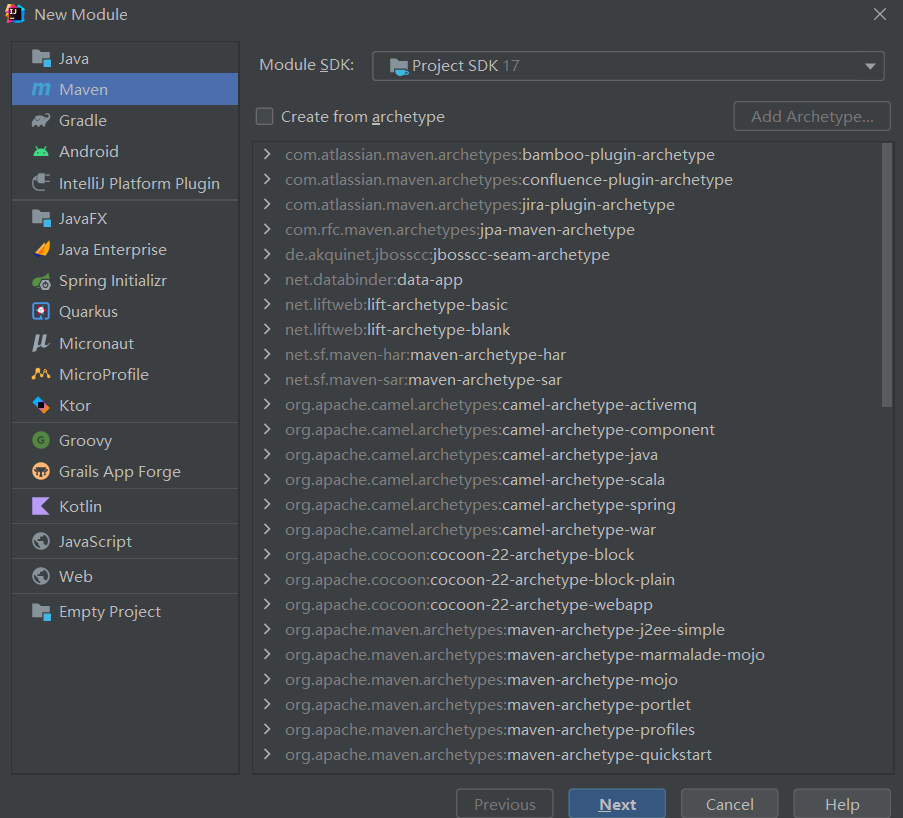 New Module
Java
Maven
Gradle
Android
IntelliJ Platform Plugin
JavaFX
Java Enterprise
Spring Initializr
Quarkus
Micronaut
MicroProfile
Ktor
Groovy
Grails App Forge
Kotlin
JavaScript
Web
Empty Project
Module SDK: Project SDK 17
Create from archetype Add Archetype...
com.atlassian.maven.archetypes:bamboo-plugin-archetype
com.atlassian.maven.archetypes:confluence-plugin-archetype
com.atlassian.maven.archetypes:jira-plugin-archetype
com.rfc.maven.archetypes:jpa-maven-archetype
de.akquinet.jbosscc:jbosscc-seam-archetype
net.databinder:data-app
net.liftweb:lift-archetype-basic
net.liftweb:lift-archetype-blank
net.sf.maven-har:maven-archetype-har
net.sf.maven-sar:maven-archetype-sar
org.apache.camel.archetypes:camel-archetype-activemq
org.apache.camel.archetypes:camel-archetype-component
org.apache.camel.archetypes:camel-archetype-java
org.apache.camel.archetypes:camel-archetype-scala
org.apache.camel.archetypes:camel-archetype-spring
org.apache.camel.archetypes:camel-archetype-war
org.apache.cocoon:cocoon-22-archetype-block
org.apache.cocoon:cocoon-22-archetype-block-plain
org.apache.cocoon:cocoon-22-archetype-webapp
org.apache.maven.archetypes:maven-archetype-j2ee-simple
org.apache.maven.archetypes:maven-archetype-marmalade-mojo
org.apache.maven.archetypes:maven-archetype-mojo
org.apache.maven.archetypes:maven-archetype-portlet
org.apache.maven.archetypes:maven-archetype-profiles
org.apache.maven.archetypes:maven-archetype-quickstart
Previous Next Cancel Help